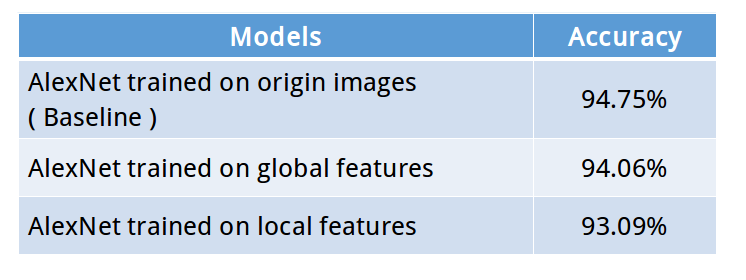 Models Accuracy
AlexNet trained on origin images
( Baseline ) 94.75%
AlexNet trained on global features 94.06%
AlexNet trained on local features 93.09%